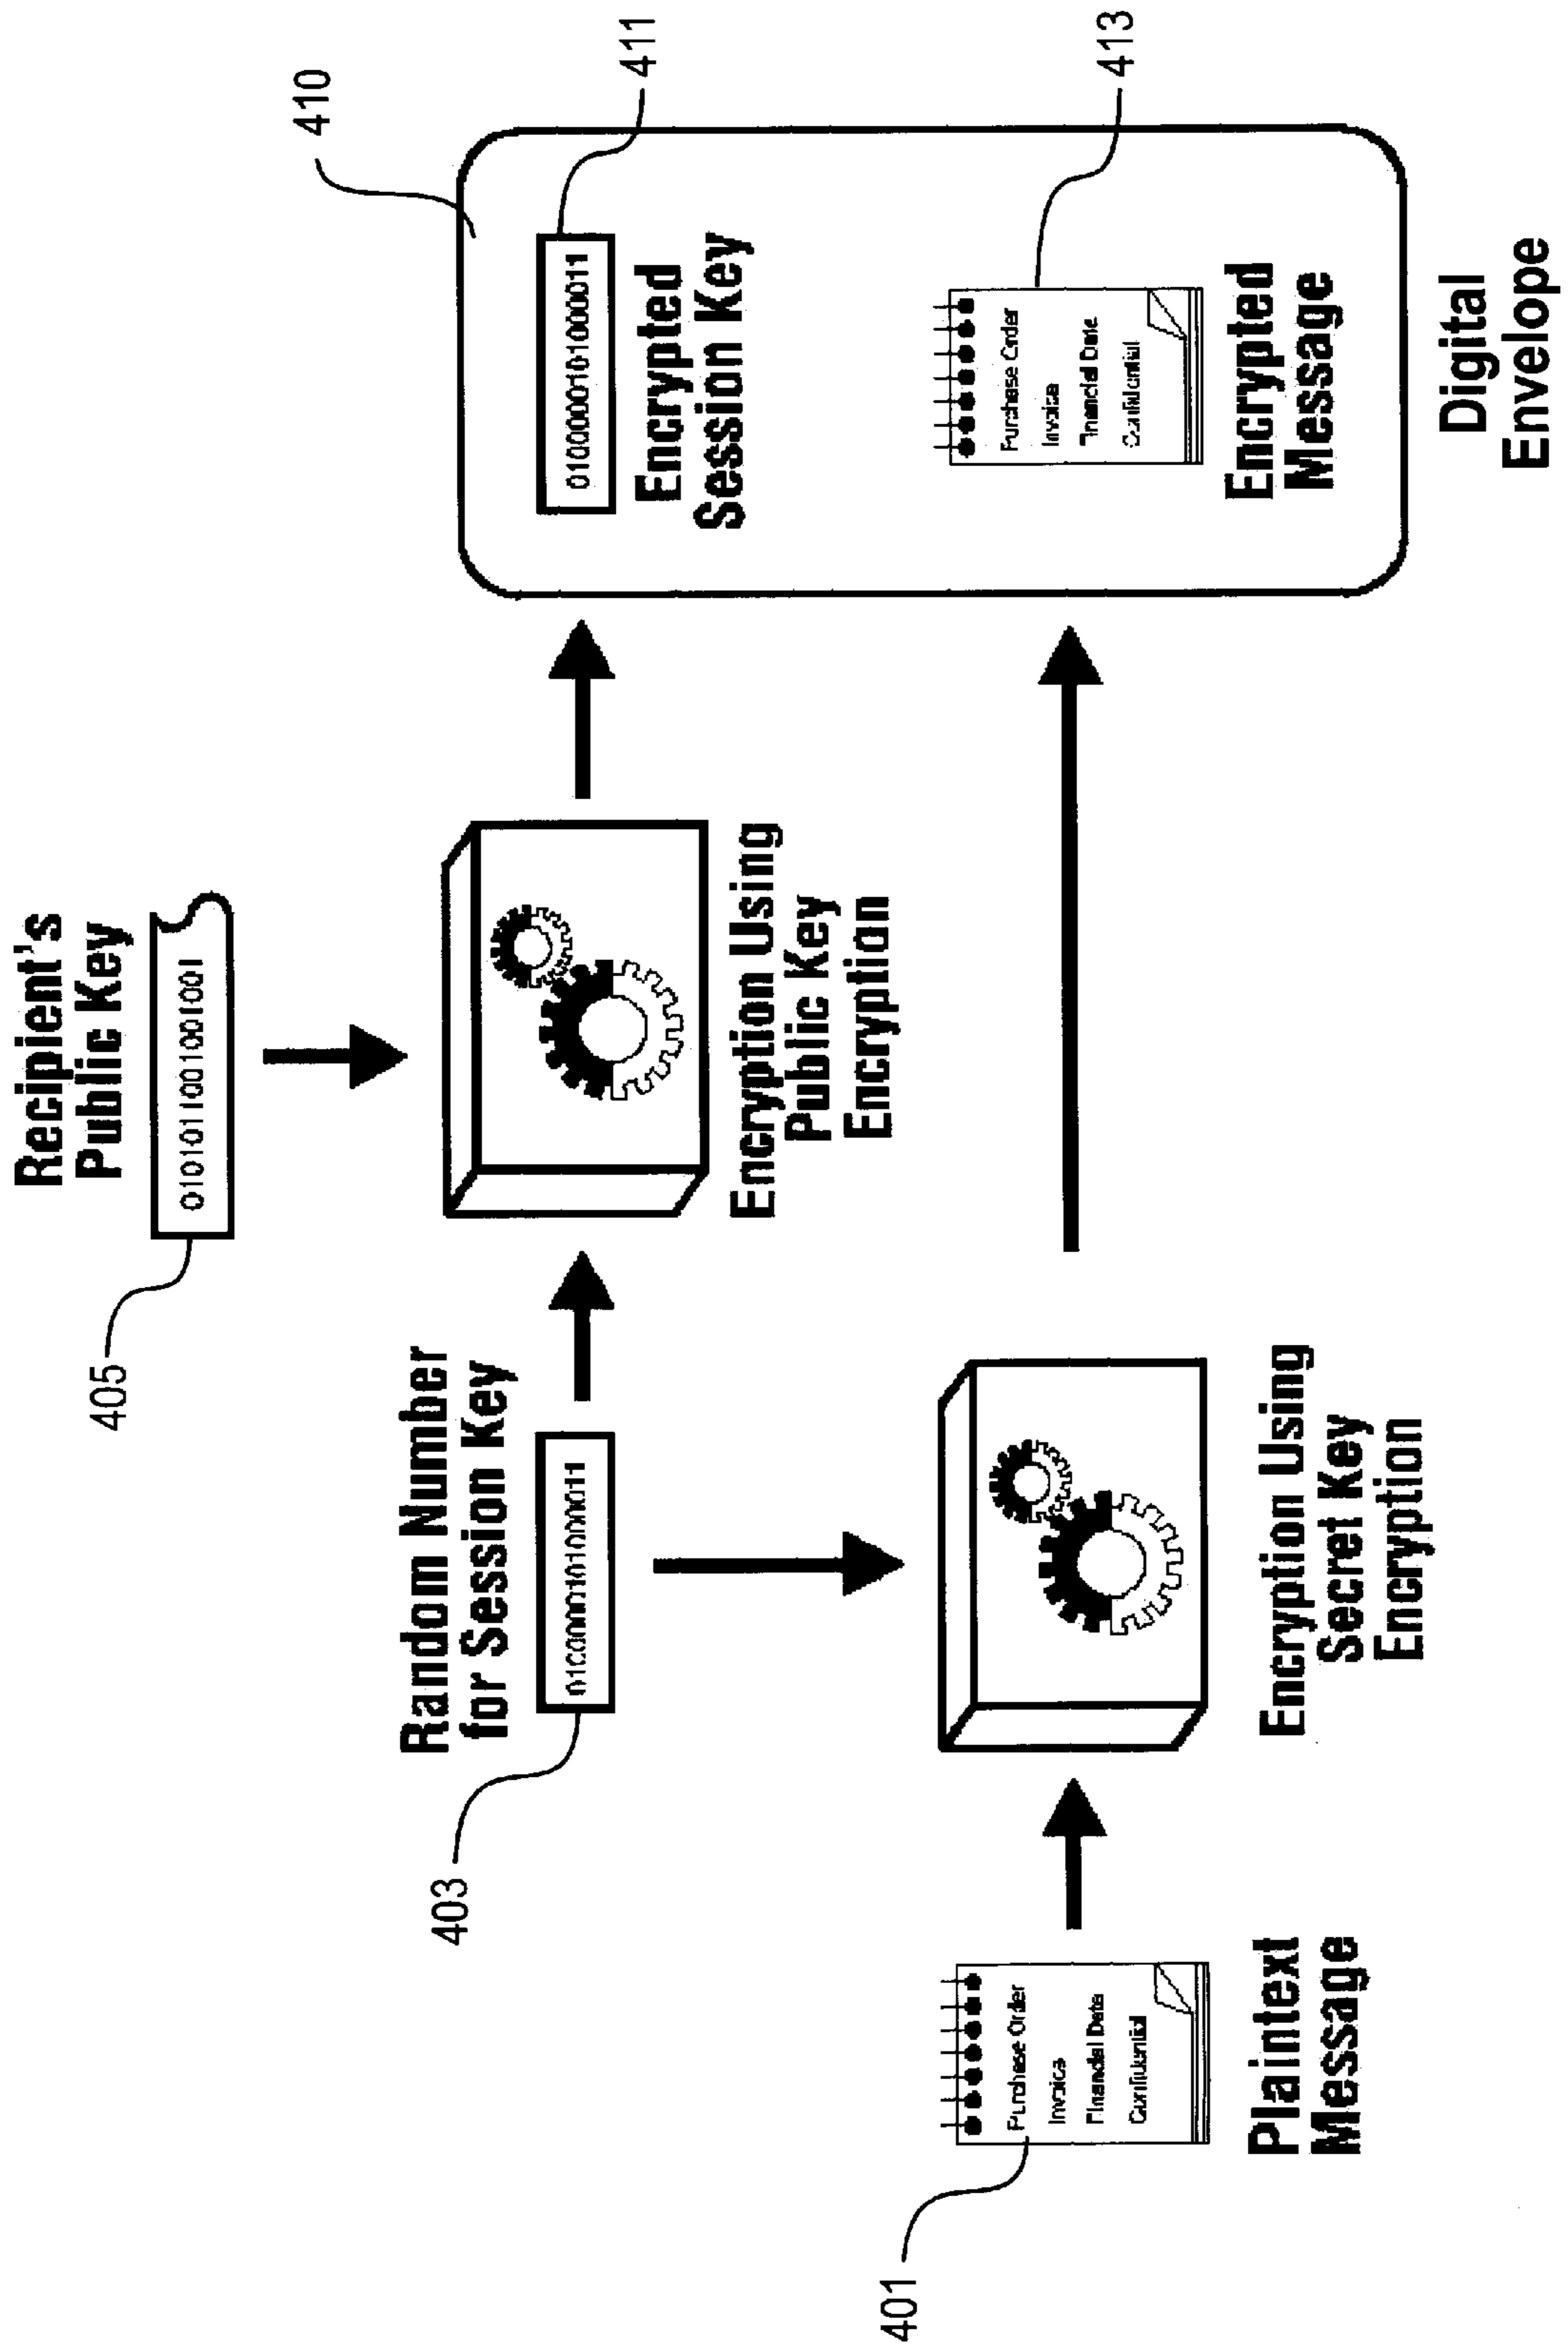 Recipient's
Public Key
405
0101011001001001
Random Number
for Session Key
403
0100000101000011
Encryption Using
Public Key
Encryption
410
0100000101000011
411
Encrypted
Session Key
401
Purchase Order
Invoice
Financial Data
Confidential
Plaintext
Message
Encryption Using
Secret Key
Encryption
413
Purchase Order
Invoice
Financial Data
Confidential
Encrypted
Message
Digital
Envelope